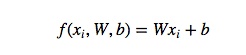 f(xᵢ, W, b) = Wxᵢ + b